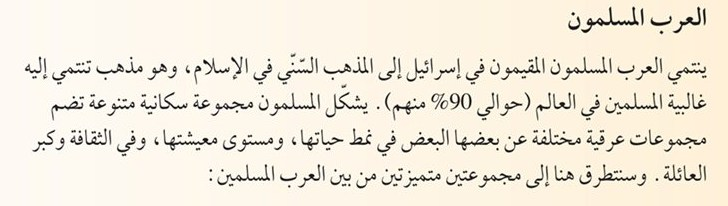 العرب المسلمون
ينتمي العرب المسلمون المقيمون في إسرائيل إلى المذهب السّنّي في الإسلام، وهو مذهب تنتمي إليه
غالبية المسلمين في العالم (حوالي 90% منهم). يشكّل المسلمون مجموعة سكانية متنوعة تضم
مجموعات عرقية مختلفة عن بعضها البعض في نمط حياتها، ومستوى معيشتها، وفي الثقافة وكبر
العائلة. وسنتطرق هنا إلى مجموعتين متميزتين من بين العرب المسلمين: